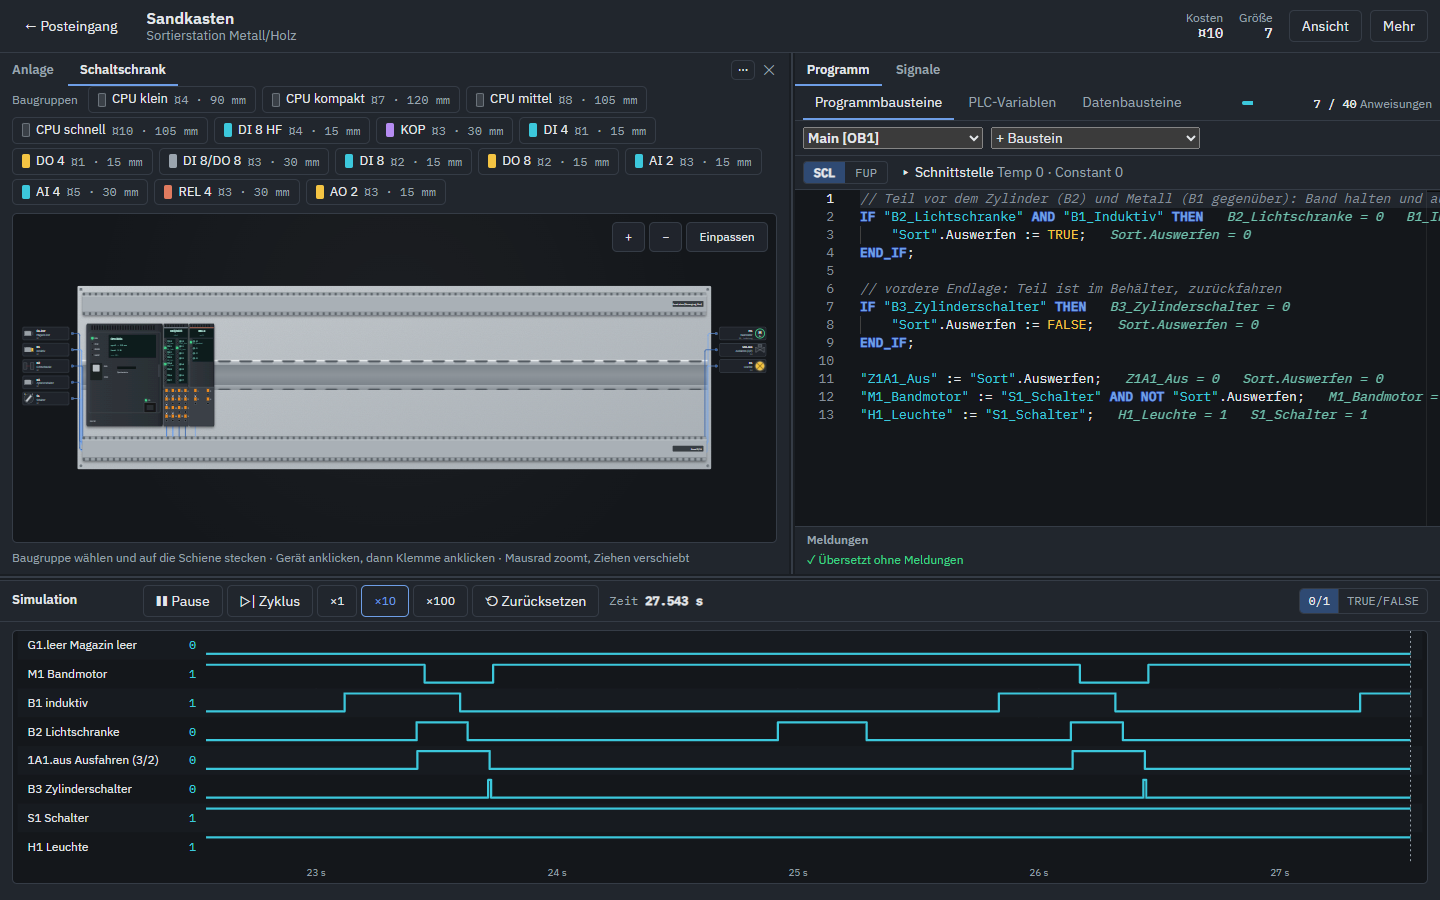 ← Posteingang
Sandkasten
Sortierstation Metall/Holz
Kosten
¤10
Größe
7
Ansicht
Mehr
Anlage
Schaltschrank
...
Baugruppen
CPU klein ¤4 · 90 mm
CPU kompakt ¤7 · 120 mm
CPU mittel ¤8 · 105 mm
CPU schnell ¤10 · 105 mm
DI 8 HF ¤4 · 15 mm
KOP ¤3 · 30 mm
DI 4 ¤1 · 15 mm
DO 4 ¤1 · 15 mm
DI 8/DO 8 ¤3 · 30 mm
DI 8 ¤2 · 15 mm
DO 8 ¤2 · 15 mm
AI 2 ¤3 · 15 mm
AI 4 ¤5 · 30 mm
REL 4 ¤3 · 30 mm
AO 2 ¤3 · 15 mm
+
−
Einpassen
Baugruppe wählen und auf die Schiene stecken · Gerät anklicken, dann Klemme anklicken · Mausrad zoomt, Ziehen verschiebt
Programm
Signale
Programmbausteine
PLC-Variablen
Datenbausteine
7 / 40 Anweisungen
Main [OB1]
+ Baustein
SCL
FUP
Schnittstelle Temp 0 · Constant 0
1 // Teil vor dem Zylinder (B2) und Metall (B1 gegenüber): Band halten und
2 IF "B2_Lichtschranke" AND "B1_Induktiv" THEN B2_Lichtschranke = 0
3 "Sort".Auswerfen := TRUE; Sort.Auswerfen = 0
4 END_IF;
5
6 // vordere Endlage: Teil ist im Behälter, zurückfahren
7 IF "B3_Zylinderschalter" THEN B3_Zylinderschalter = 0
8 "Sort".Auswerfen := FALSE; Sort.Auswerfen = 0
9 END_IF;
10
11 "Z1A1_Aus" := "Sort".Auswerfen; Z1A1_Aus = 0 Sort.Auswerfen = 0
12 "M1_Bandmotor" := "S1_Schalter" AND NOT "Sort".Auswerfen; M1_Bandmotor =
13 "H1_Leuchte" := "S1_Schalter"; H1_Leuchte = 1 S1_Schalter = 1
Meldungen
✓ Übersetzt ohne Meldungen
Simulation
Pause
Zyklus
×1
×10
×100
Zurücksetzen
Zeit 27.543 s
0/1
TRUE/FALSE
G1.leer Magazin leer 0
M1 Bandmotor 1
B1 induktiv 1
B2 Lichtschranke 0
1A1.aus Ausfahren (3/2) 0
B3 Zylinderschalter 0
S1 Schalter 1
H1 Leuchte 1
23 s
24 s
25 s
26 s
27 s